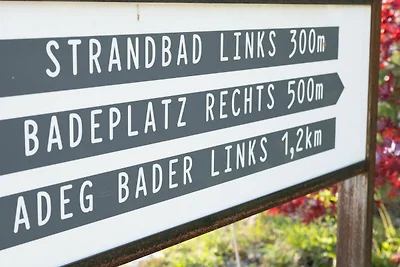 STRANDBAD LINKS 300m
BADEPLATZ RECHTS 500m
ADEG BADER LINKS 1,2km